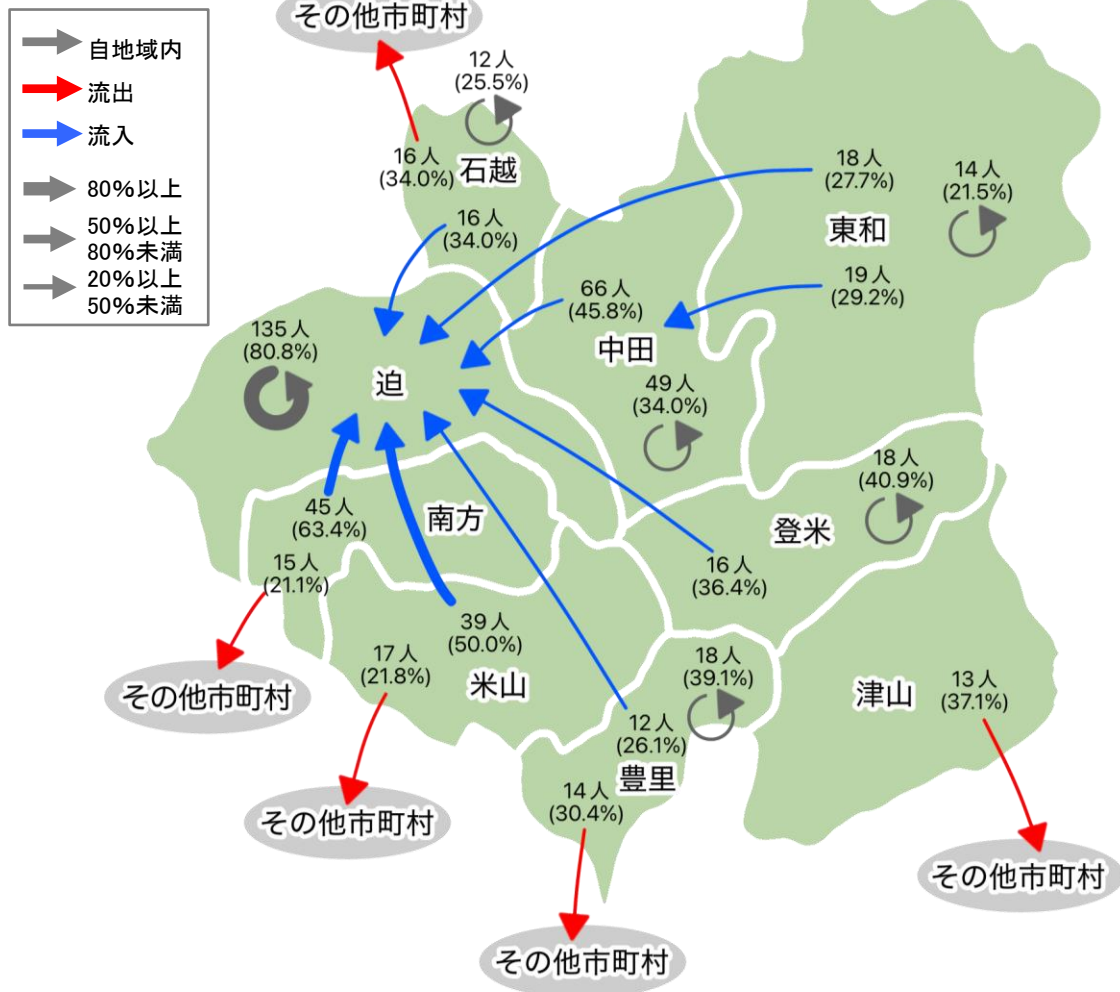 自地域内
流出
流入
80%以上
50%以上
80%未満
20%以上
50%未満
その他市町村
12人
(25.5%)
16人
(34.0%)
石越
16人
(34.0%)
18人
(27.7%)
14人
(21.5%)
東和
19人
(29.2%)
66人
(45.8%)
中田
49人
(34.0%)
135人
(80.8%)
迫
45人
(63.4%)
南方
15人
(21.1%)
18人
(40.9%)
登米
16人
(36.4%)
39人
(50.0%)
17人
(21.8%)
米山
18人
(39.1%)
12人
(26.1%)
豊里
14人
(30.4%)
津山
13人
(37.1%)
その他市町村
その他市町村
その他市町村
その他市町村